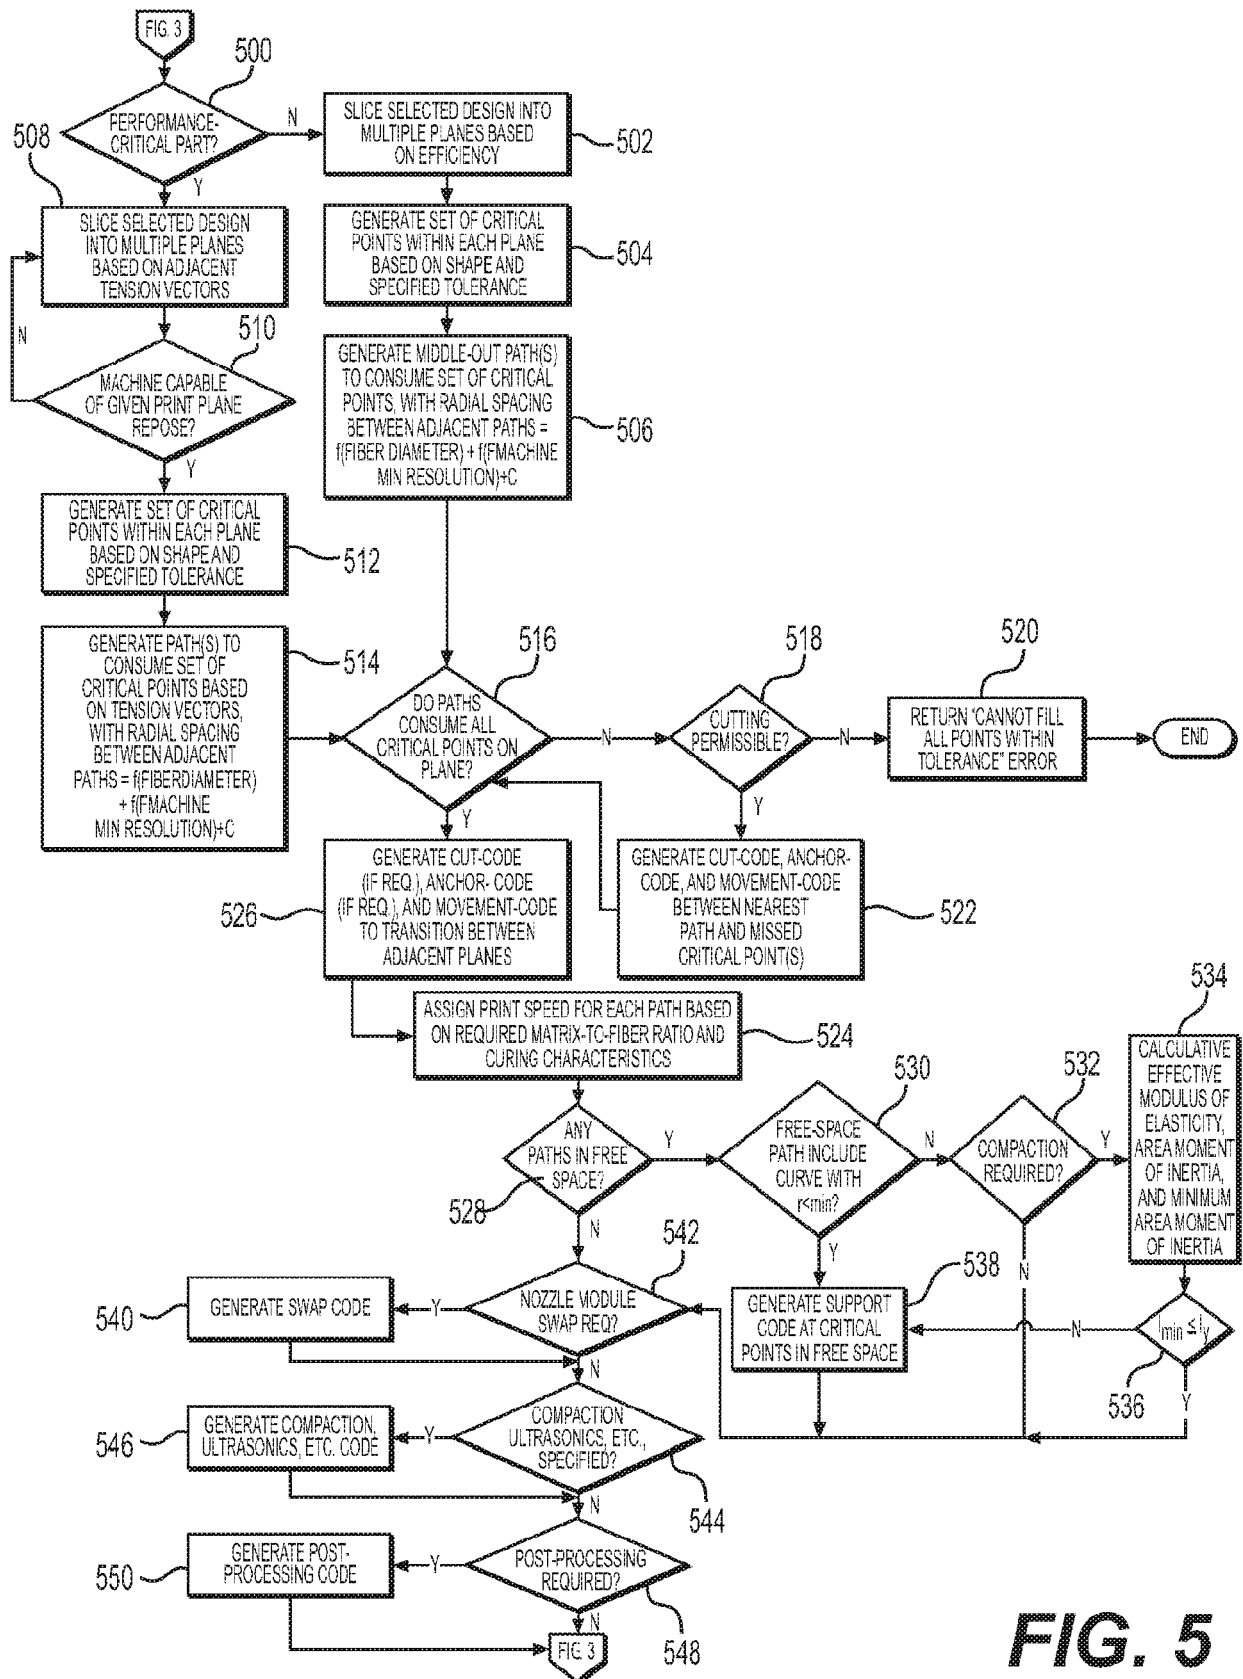 FIG. 3
500
PERFORMANCE-
CRITICAL PART?
N
Y
SLICE SELECTED DESIGN INTO
MULTIPLE PLANES BASED
ON EFFICIENCY
502
508
SLICE SELECTED DESIGN
INTO MULTIPLE PLANES
BASED ON ADJACENT
TENSION VECTORS
GENERATE SET OF CRITICAL
POINTS WITHIN EACH PLANE
BASED ON SHAPE AND
SPECIFIED TOLERANCE
504
N
510
MACHINE CAPABLE
OF GIVEN PRINT PLANE
REPOSE?
Y
GENERATE MIDDLE-OUT PATH(S)
TO CONSUME SET OF CRITICAL
POINTS, WITH RADIAL SPACING
BETWEEN ADJACENT PATHS =
f(FIBER DIAMETER) + f(FMACHINE
MIN RESOLUTION)+C
506
GENERATE SET OF CRITICAL
POINTS WITHIN EACH PLANE
BASED ON SHAPE AND
SPECIFIED TOLERANCE
512
GENERATE PATH(S) TO
CONSUME SET OF
CRITICAL POINTS BASED
ON TENSION VECTORS,
WITH RADIAL SPACING
BETWEEN ADJACENT
PATHS = f(FIBERDIAMETER)
+ f(FMACHINE
MIN RESOLUTION)+C
514
516
DO PATHS
CONSUME ALL
CRITICAL POINTS ON
PLANE?
N
Y
518
CUTTING
PERMISSIBLE?
N
Y
520
RETURN "CANNOT FILL
ALL POINTS WITHIN
TOLERANCE" ERROR
END
GENERATE CUT-CODE
(IF REQ.), ANCHOR- CODE
(IF REQ.), AND MOVEMENT-CODE
TO TRANSITION BETWEEN
ADJACENT PLANES
526
GENERATE CUT-CODE, ANCHOR-
CODE, AND MOVEMENT-CODE
BETWEEN NEAREST
PATH AND MISSED
CRITICAL POINT(S)
522
ASSIGN PRINT SPEED FOR EACH PATH BASED
ON REQUIRED MATRIX-TO-FIBER RATIO AND
CURING CHARACTERISTICS
524
ANY
PATHS IN FREE
SPACE?
528
Y
N
530
FREE-SPACE
PATH INCLUDE
CURVE WITH
r<min?
N
Y
532
COMPACTION
REQUIRED?
Y
N
534
CALCULATIVE
EFFECTIVE
MODULUS OF
ELASTICITY,
AREA MOMENT
OF INERTIA,
AND MINIMUM
AREA MOMENT
OF INERTIA
Imin ≤ Iy
536
N
Y
538
GENERATE SUPPORT
CODE AT CRITICAL
POINTS IN FREE SPACE
542
NOZZLE MODULE
SWAP REQ?
Y
N
540
GENERATE SWAP CODE
COMPACTION
ULTRASONICS, ETC.,
SPECIFIED?
544
Y
N
546
GENERATE COMPACTION,
ULTRASONICS, ETC. CODE
POST-PROCESSING
REQUIRED?
548
Y
N
550
GENERATE POST-
PROCESSING CODE
FIG. 3
FIG. 5